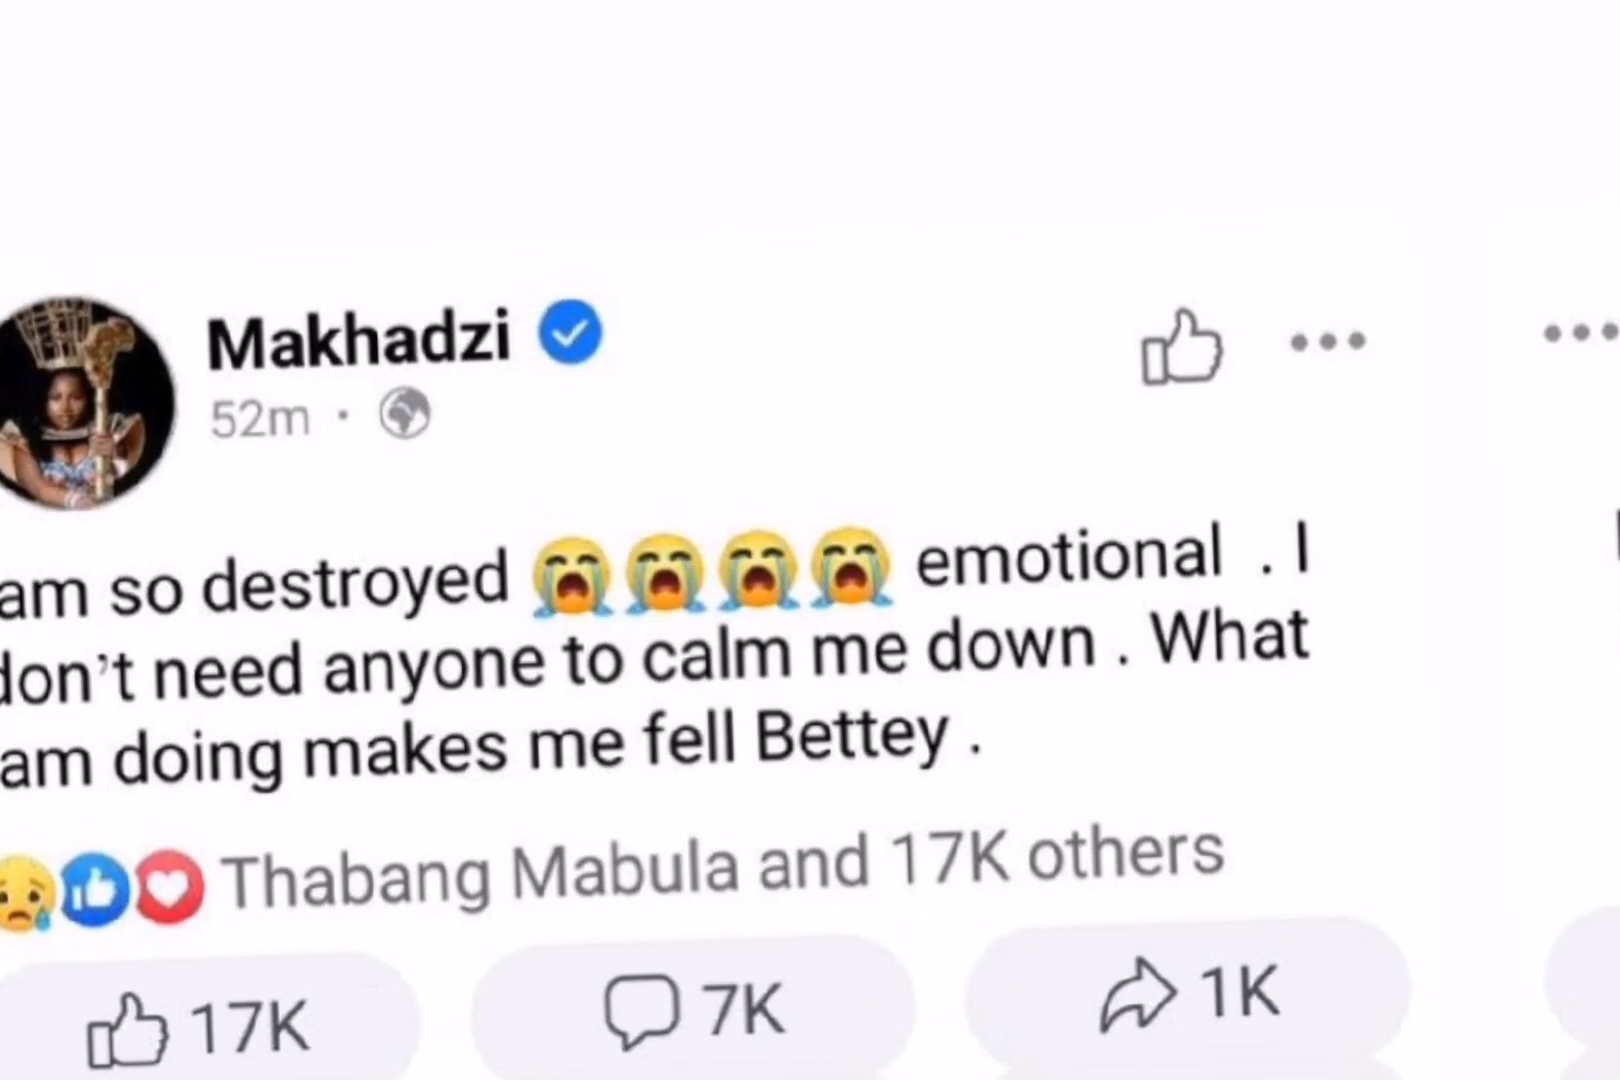 Makhadzi
52m ·
am so destroyed 😭😭😭😭 emotional . I
don't need anyone to calm me down . What
am doing makes me fell Bettey .
Thabang Mabula and 17K others
17K 7K 1K